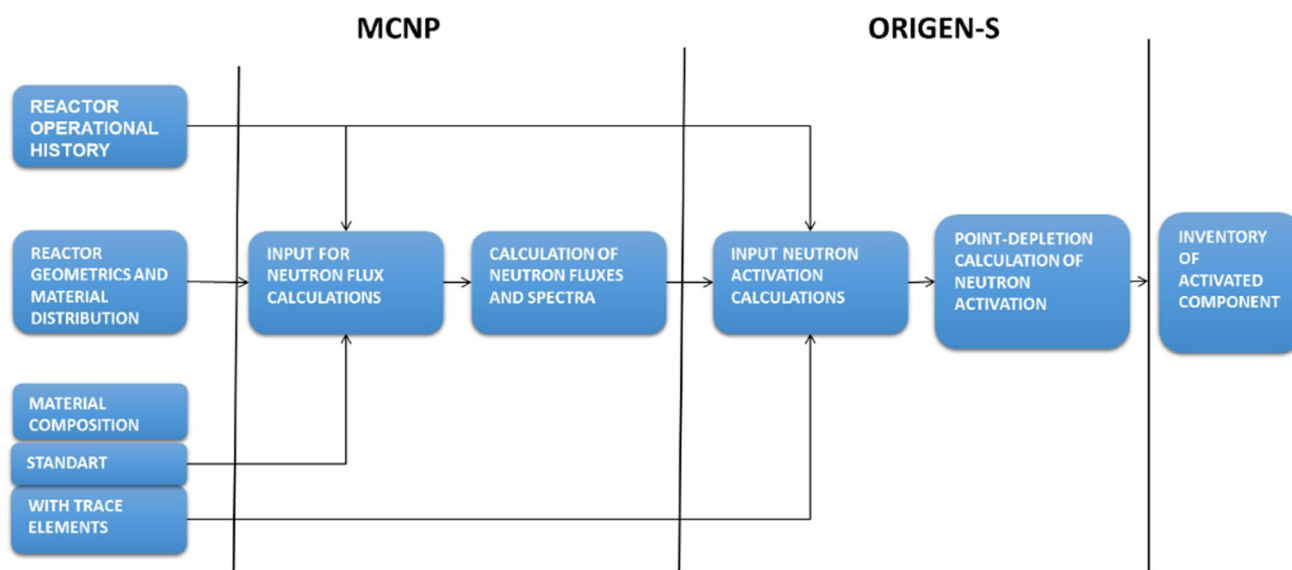 MCNP
ORIGEN-S
REACTOR
OPERATIONAL
HISTORY
REACTOR
GEOMETRICS AND
MATERIAL
DISTRIBUTION
INPUT FOR
NEUTRON FLUX
CALCULATIONS
CALCULATION OF
NEUTRON FLUXES
AND SPECTRA
INPUT NEUTRON
ACTIVATION
CALCULATIONS
POINT-DEPLETION
CALCULATION OF
NEUTRON
ACTIVATION
INVENTORY
OF
ACTIVATED
COMPONENT
MATERIAL
COMPOSITION
STANDART
WITH TRACE
ELEMENTS